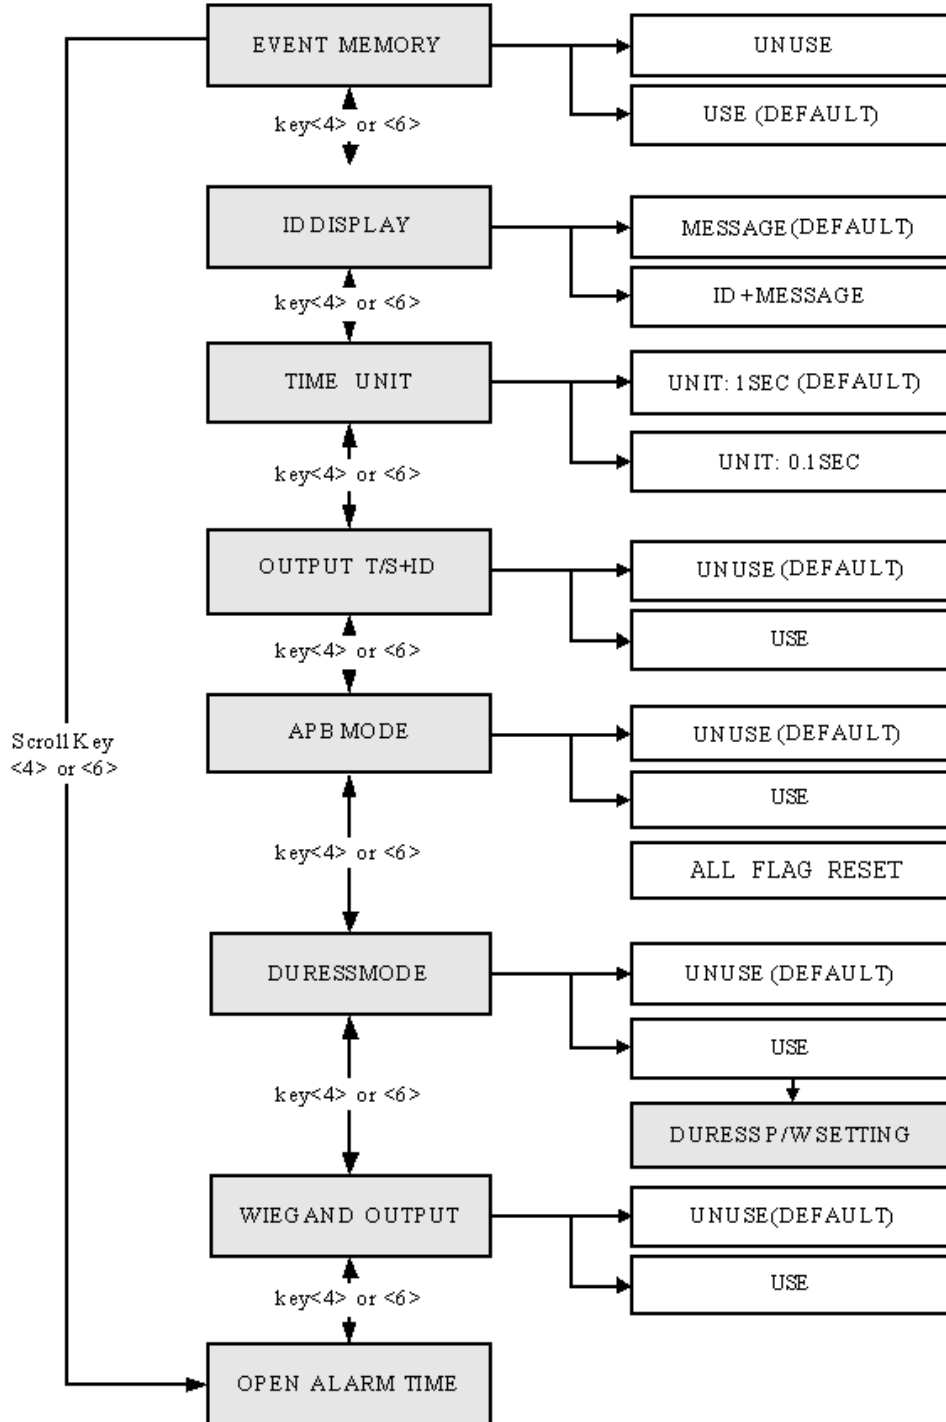 EVENT MEMORY
UNUSE
USE (DEFAULT)
key<4> or <6>
ID DISPLAY
MESSAGE (DEFAULT)
ID+MESSAGE
key<4> or <6>
TIME UNIT
UNIT: 1SEC (DEFAULT)
UNIT: 0.1SEC
key<4> or <6>
OUTPUT T/S+ID
UNUSE (DEFAULT)
USE
key<4> or <6>
APB MODE
UNUSE (DEFAULT)
USE
Scroll Key
<4> or <6>
key<4> or <6>
ALL FLAG RESET
DURESSMODE
UNUSE (DEFAULT)
USE
key<4> or <6>
DURESS P/W SETTING
WIEGAND OUTPUT
UNUSE(DEFAULT)
USE
key<4> or <6>
OPEN ALARM TIME